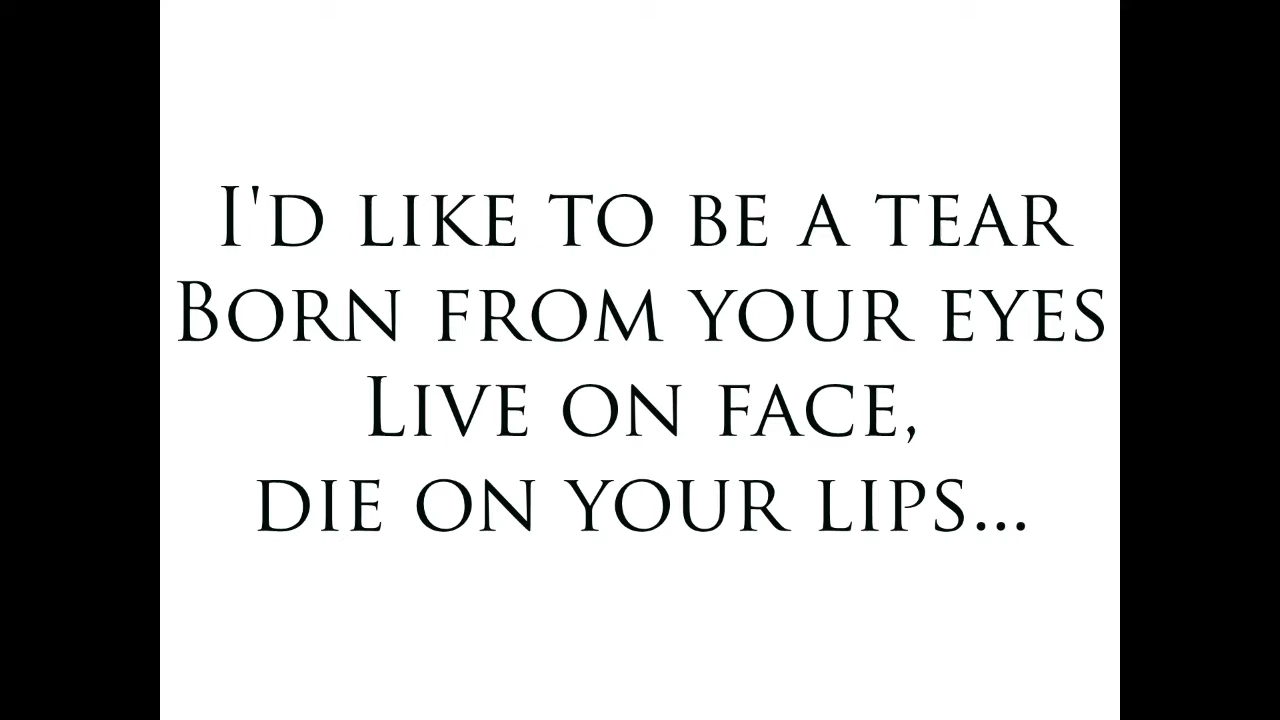 I'd like to be a tear
Born from your eyes
Live on face,
die on your lips...